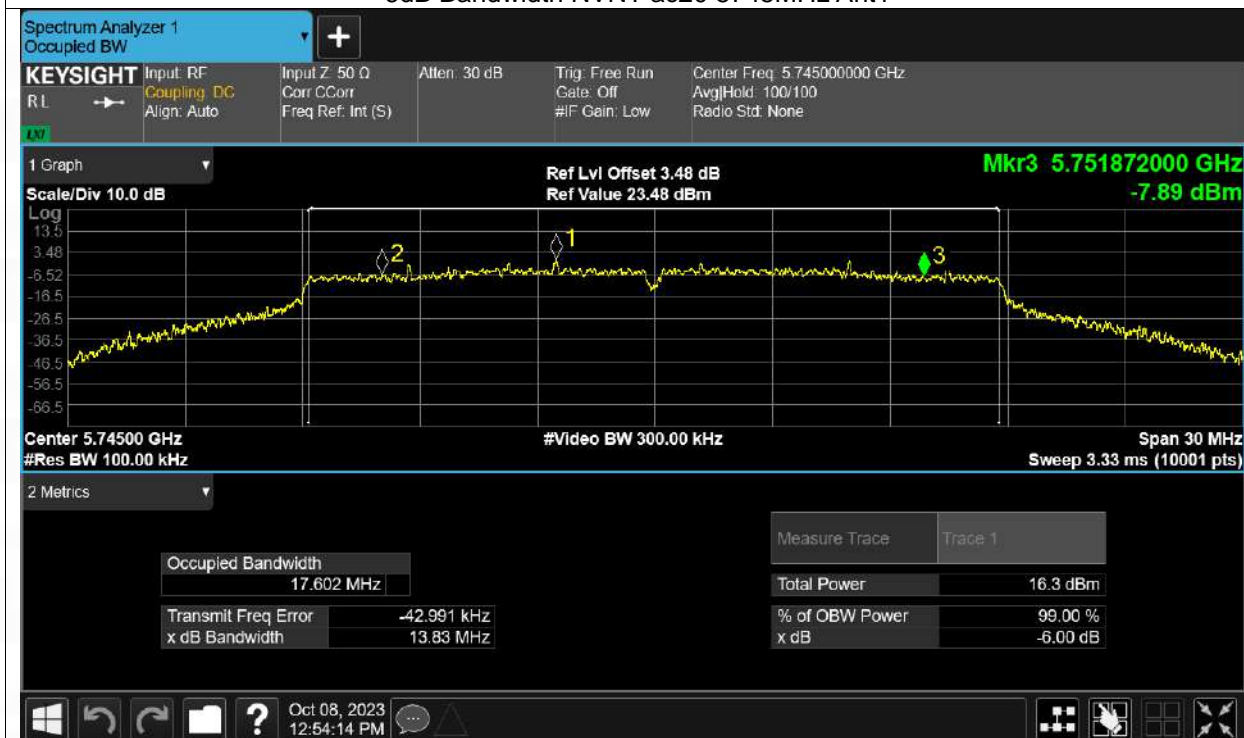 -6dB Bandwidth NVNT ac20 5745MHz Ant1
Spectrum Analyzer 1
Occupied BW
KEYSIGHT
RL
LXI
Input: RF
Coupling: DC
Align: Auto
Input Z: 50 Ω
Corr CCorr
Freq Ref: Int (S)
Atten: 30 dB
Trig: Free Run
Gate: Off
#IF Gain: Low
Center Freq: 5.745000000 GHz
Avg|Hold: 100/100
Radio Std: None
1 Graph
Scale/Div 10.0 dB
Ref Lvl Offset 3.48 dB
Ref Value 23.48 dBm
Mkr3 5.751872000 GHz
-7.89 dBm
Log
13.5
3.48
-6.52
-16.5
-26.5
-36.5
-46.5
-56.5
-66.5
2
1
3
Center 5.74500 GHz
#Res BW 100.00 kHz
#Video BW 300.00 kHz
Span 30 MHz
Sweep 3.33 ms (10001 pts)
2 Metrics
Measure Trace Trace 1
Occupied Bandwidth
17.602 MHz
Total Power 16.3 dBm
Transmit Freq Error -42.991 kHz
% of OBW Power 99.00 %
x dB Bandwidth 13.83 MHz
x dB -6.00 dB
?
Oct 08, 2023
12:54:14 PM